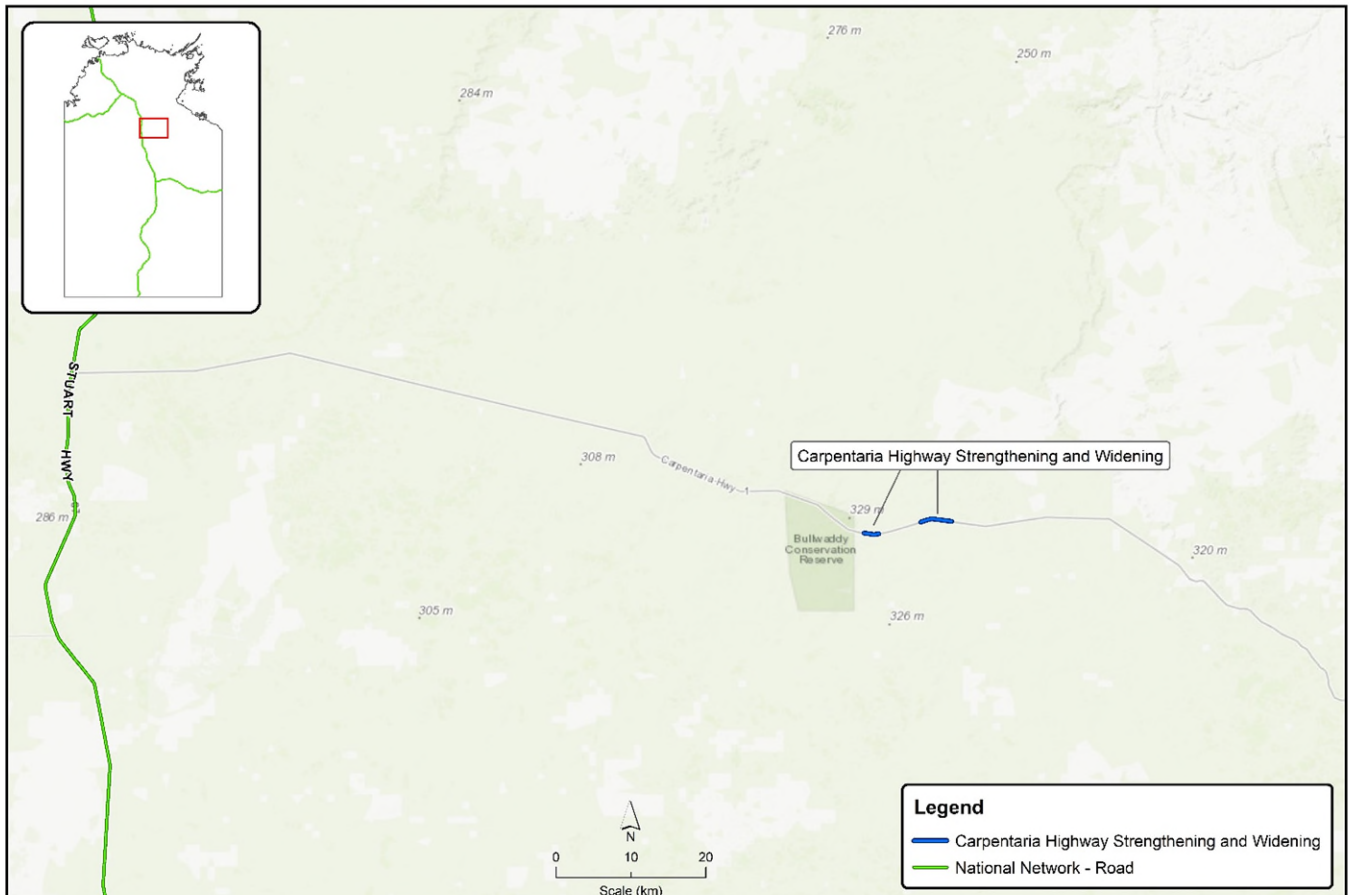 276 m
250 m
284 m
STUART HWY
308 m
Carpentaria Hwy 1
Carpentaria Highway Strengthening and Widening
286 m
329 m
Bullwaddy
Conservation
Reserve
320 m
305 m
326 m
N
0 10 20
Scale (km)
Legend
Carpentaria Highway Strengthening and Widening
National Network - Road